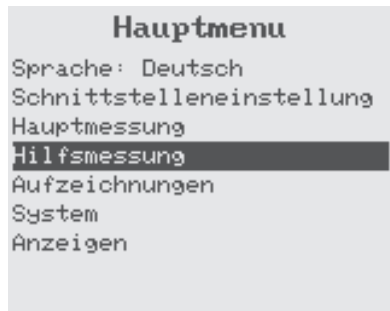 Hauptmenu
Sprache: Deutsch
Schnittstelleneinstellung
Hauptmessung
Hilfsmessung
Aufzeichnungen
System
Anzeigen